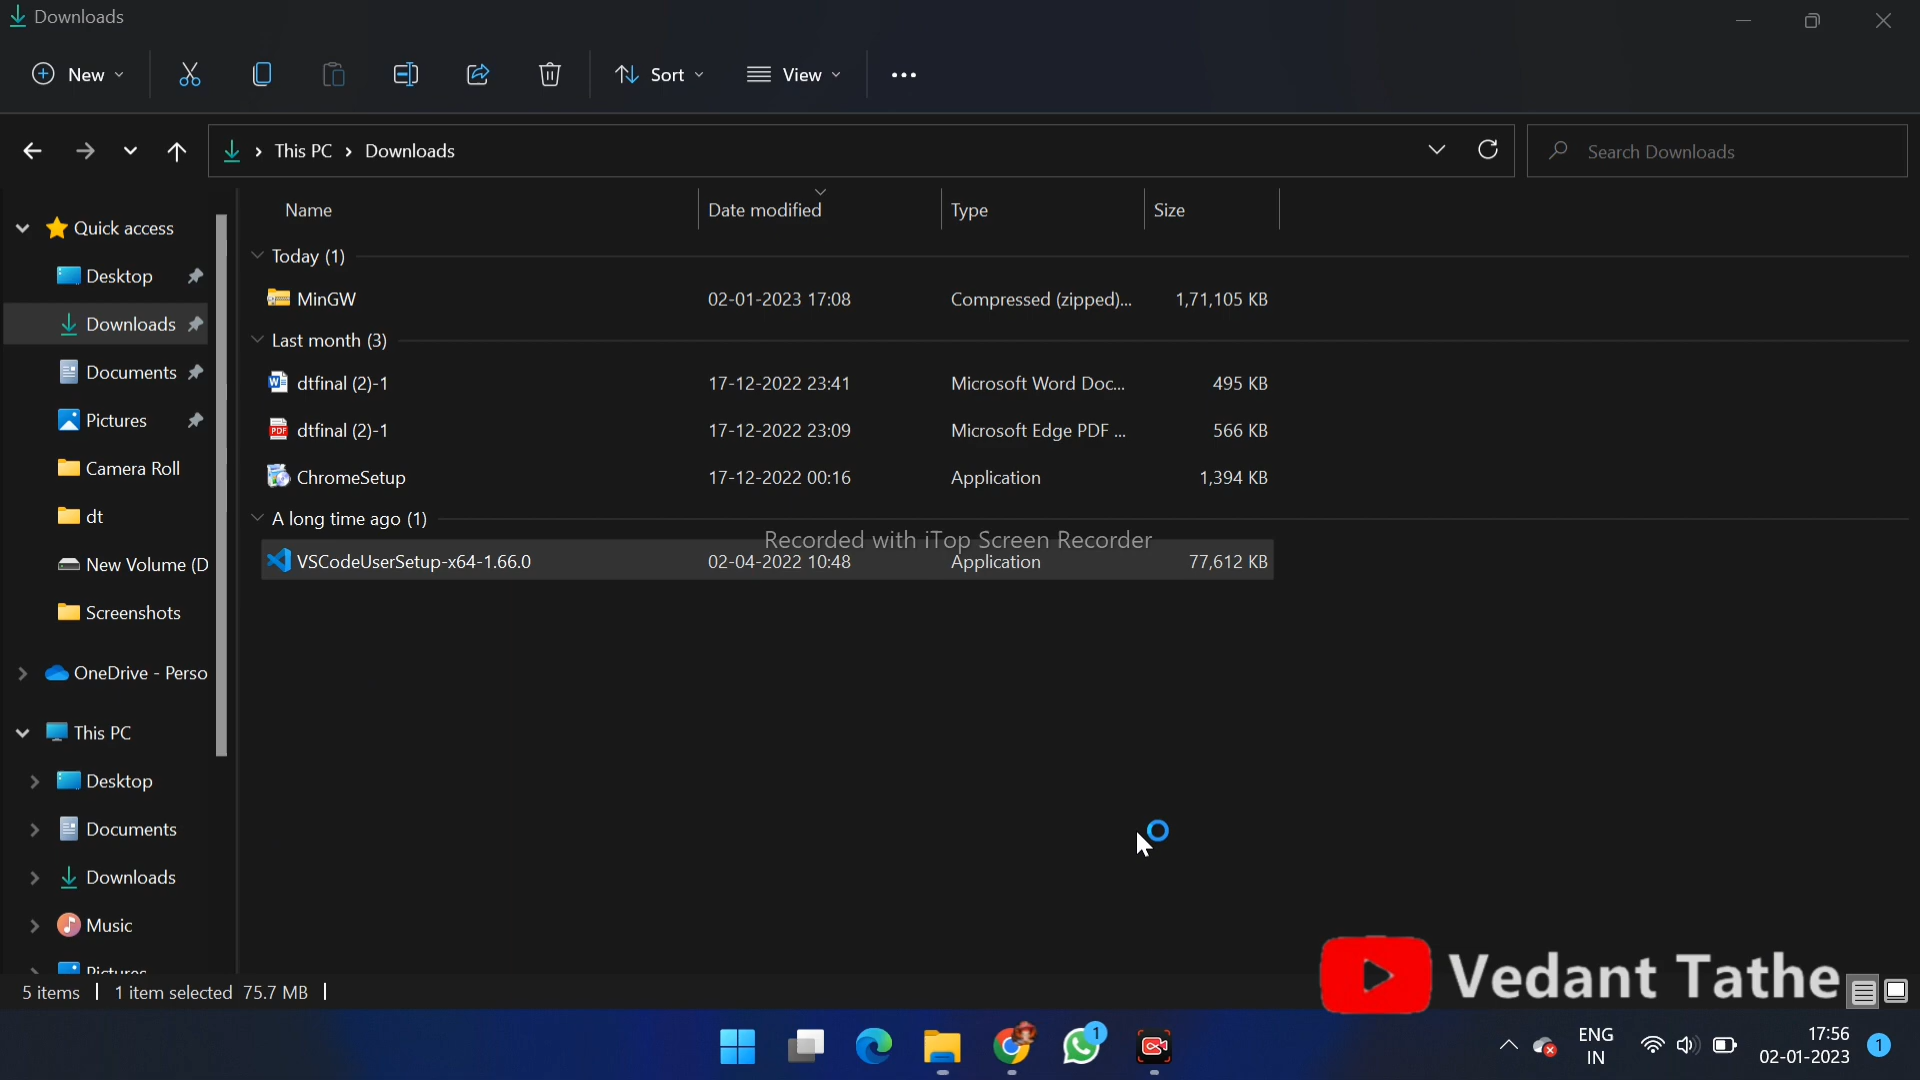 Downloads
New
Sort
View
This PC
Downloads
Search Downloads
Name
Date modified
Type
Size
Quick access
Desktop
Downloads
Documents
Pictures
Camera Roll
dt
New Volume (D
Screenshots
OneDrive - Perso
This PC
Desktop
Documents
Downloads
Music
Pictures
Today (1)
MinGW 02-01-2023 17:08 Compressed (zipped)... 1,71,105 KB
Last month (3)
dtfinal (2)-1 17-12-2022 23:41 Microsoft Word Doc... 495 KB
dtfinal (2)-1 17-12-2022 23:09 Microsoft Edge PDF ... 566 KB
ChromeSetup 17-12-2022 00:16 Application 1,394 KB
A long time ago (1)
Recorded with iTop Screen Recorder
VSCodeUserSetup-x64-1.66.0 02-04-2022 10:48 Application 77,612 KB
Vedant Tathe
5 items 1 item selected 75.7 MB
1
ENG
IN
17:56
02-01-2023
1